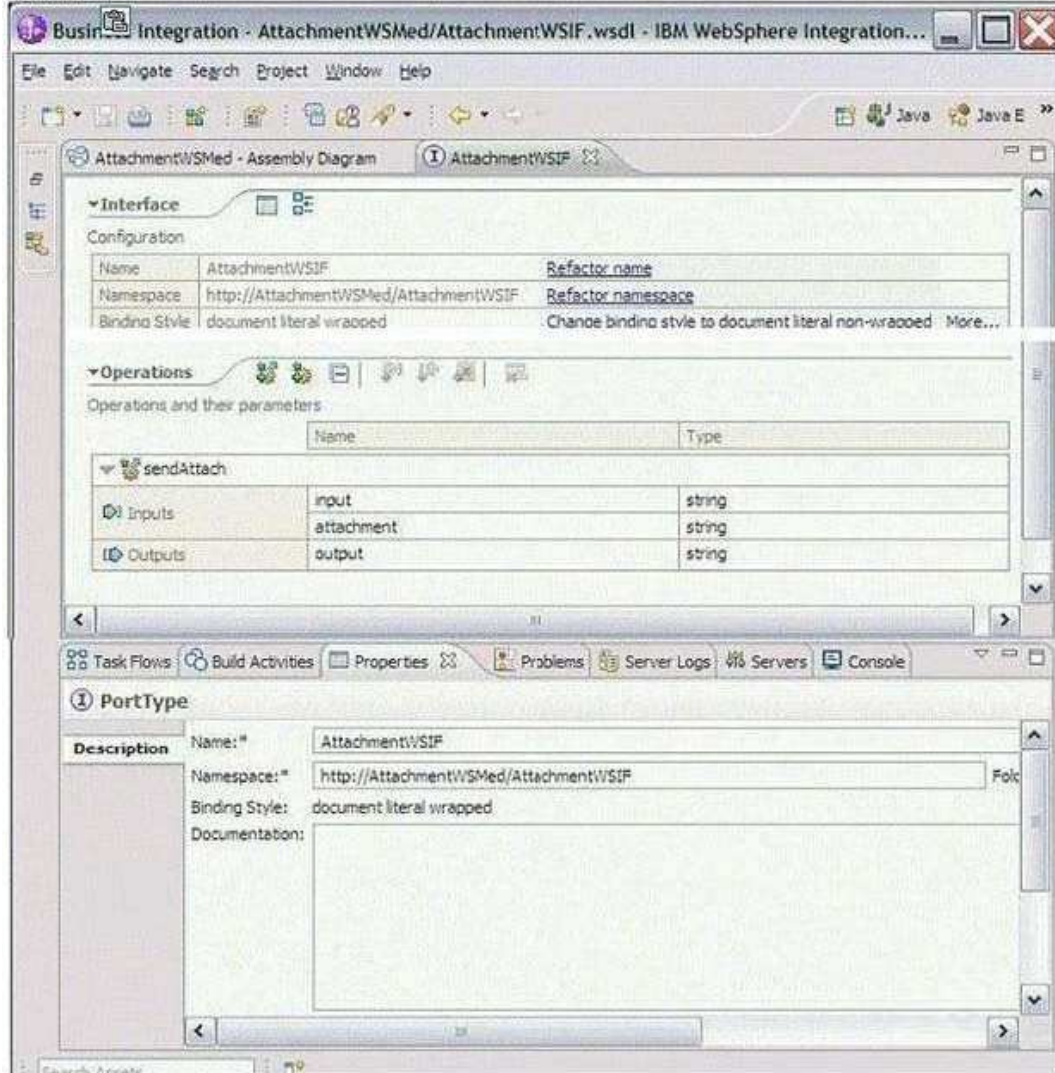 Business Integration - AttachmentWSMed/AttachmentWSIF.wsdl - IBM WebSphere Integration...
File Edit Navigate Search Project Window Help
Java Java E »
AttachmentWSMed - Assembly Diagram AttachmentWSIF
Interface
Configuration
Name AttachmentWSIF Refactor name
Namespace http://AttachmentWSMed/AttachmentWSIF Refactor namespace
Binding Style document literal wrapped Change binding style to document literal non-wrapped More...
Operations
Operations and their parameters
Name Type
sendAttach
Inputs input string
attachment string
Outputs output string
Task Flows Build Activities Properties Problems Server Logs Servers Console
PortType
Description
Name:* AttachmentWSIF
Namespace:* http://AttachmentWSMed/AttachmentWSIF Folc
Binding Style: document literal wrapped
Documentation:
Search Assets